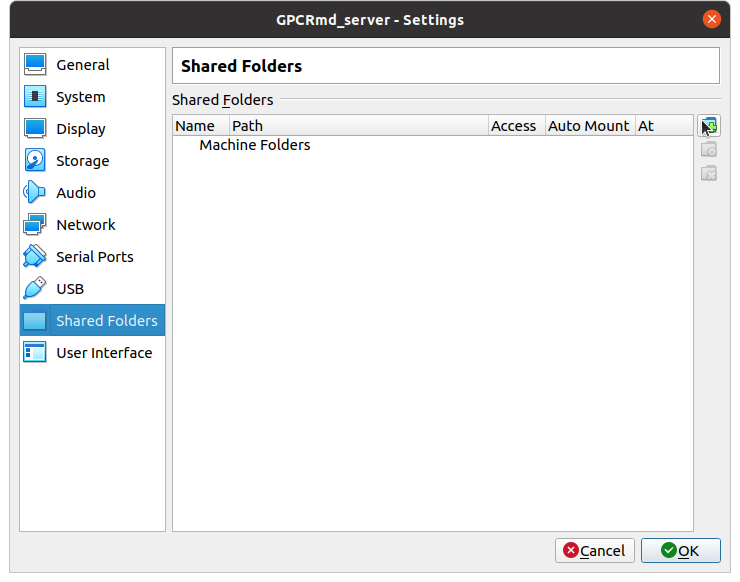 GPCRmd_server - Settings
General
System
Display
Storage
Audio
Network
Serial Ports
USB
Shared Folders
User Interface
Shared Folders
Shared Folders
Name Path Access Auto Mount At
Machine Folders
Cancel OK